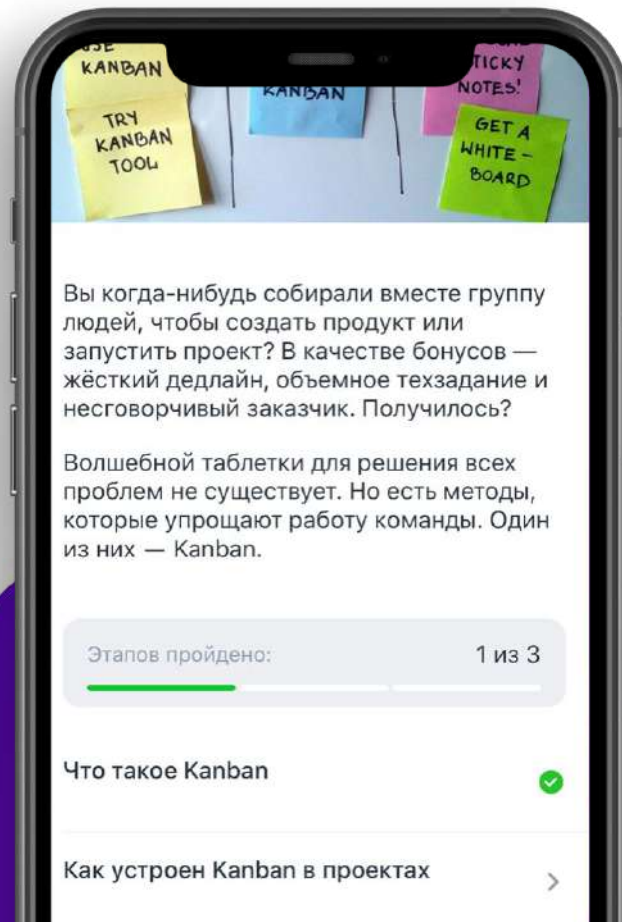 USE
KANBAN
TRY
KANBAN
TOOL
KANBAN
STICKY
NOTES!
GET A
WHITE-
BOARD
Вы когда-нибудь собирали вместе группу
людей, чтобы создать продукт или
запустить проект? В качестве бонусов —
жёсткий дедлайн, объемное техзадание и
несговорчивый заказчик. Получилось?
Волшебной таблетки для решения всех
проблем не существует. Но есть методы,
которые упрощают работу команды. Один
из них — Kanban.
Этапов пройдено: 1 из 3
Что такое Kanban
Как устроен Kanban в проектах